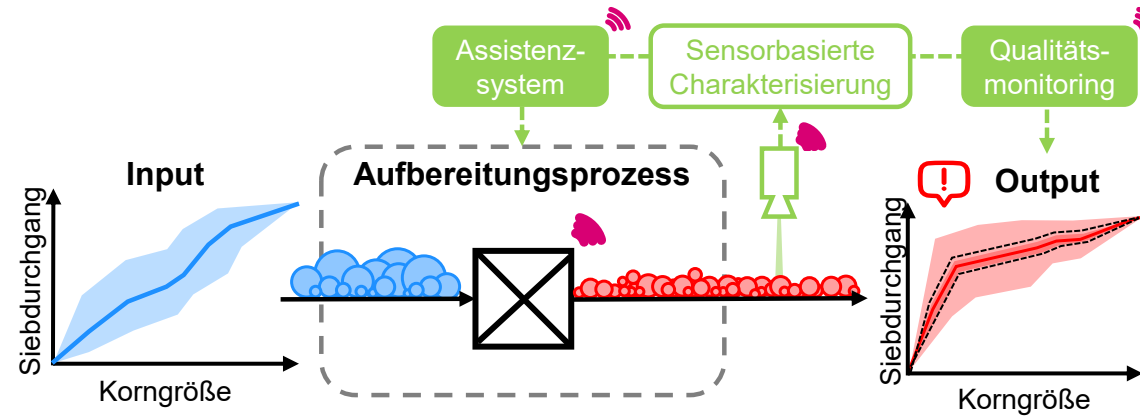 Assistenz-
system
Sensorbasierte
Charakterisierung
Qualitäts-
monitoring
Input
Aufbereitungsprozess
!
Output
Siebdurchgang
Korngröße
Siebdurchgang
Korngröße